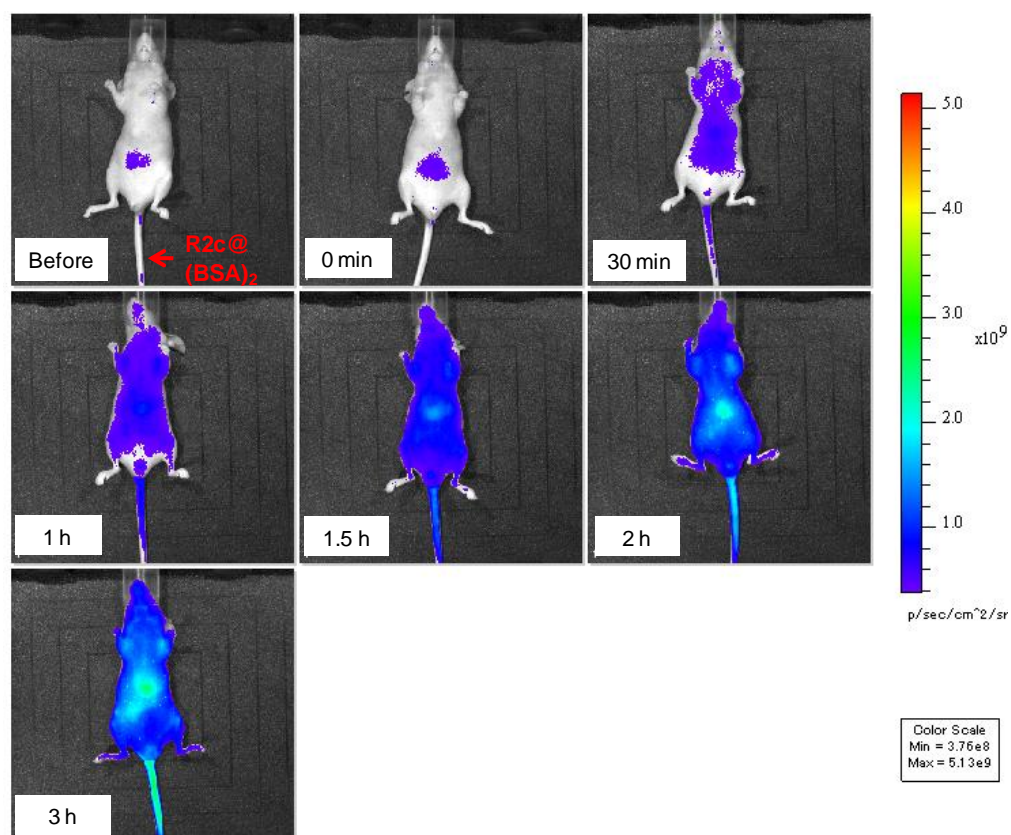 Before
R2c@
(BSA)₂
0 min
30 min
1 h
1.5 h
2 h
3 h
5.0
4.0
3.0
x10⁹
2.0
1.0
p/sec/cm^2/sr
Color Scale
Min = 3.76e8
Max = 5.13e9